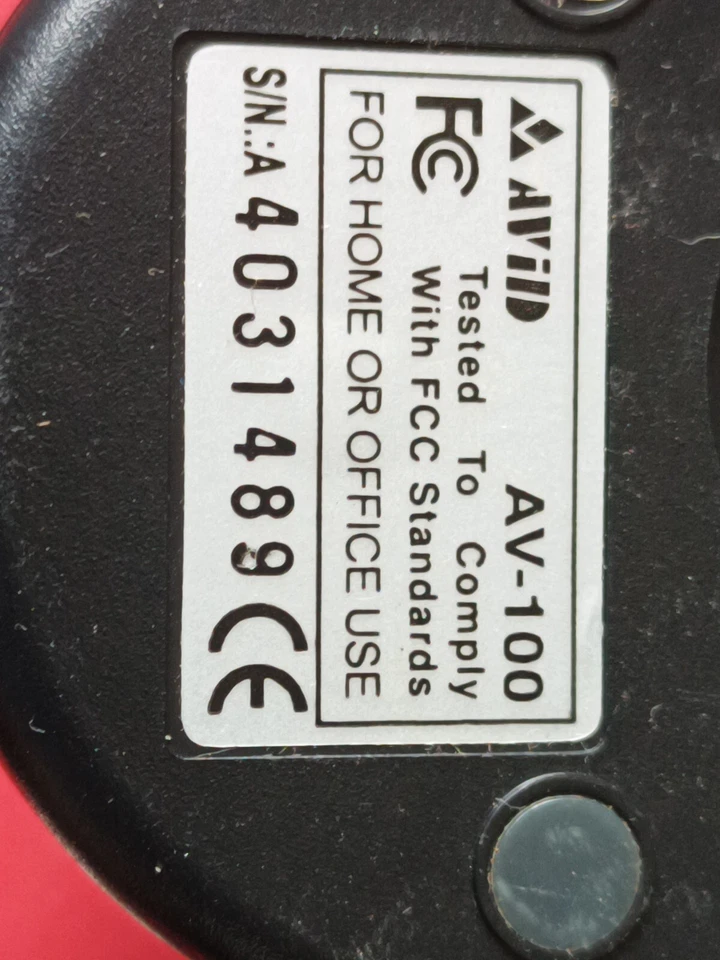 AViD AV-100
FC Tested To Comply
With FCC Standards
FOR HOME OR OFFICE USE
S/N.:A 4031489 CE